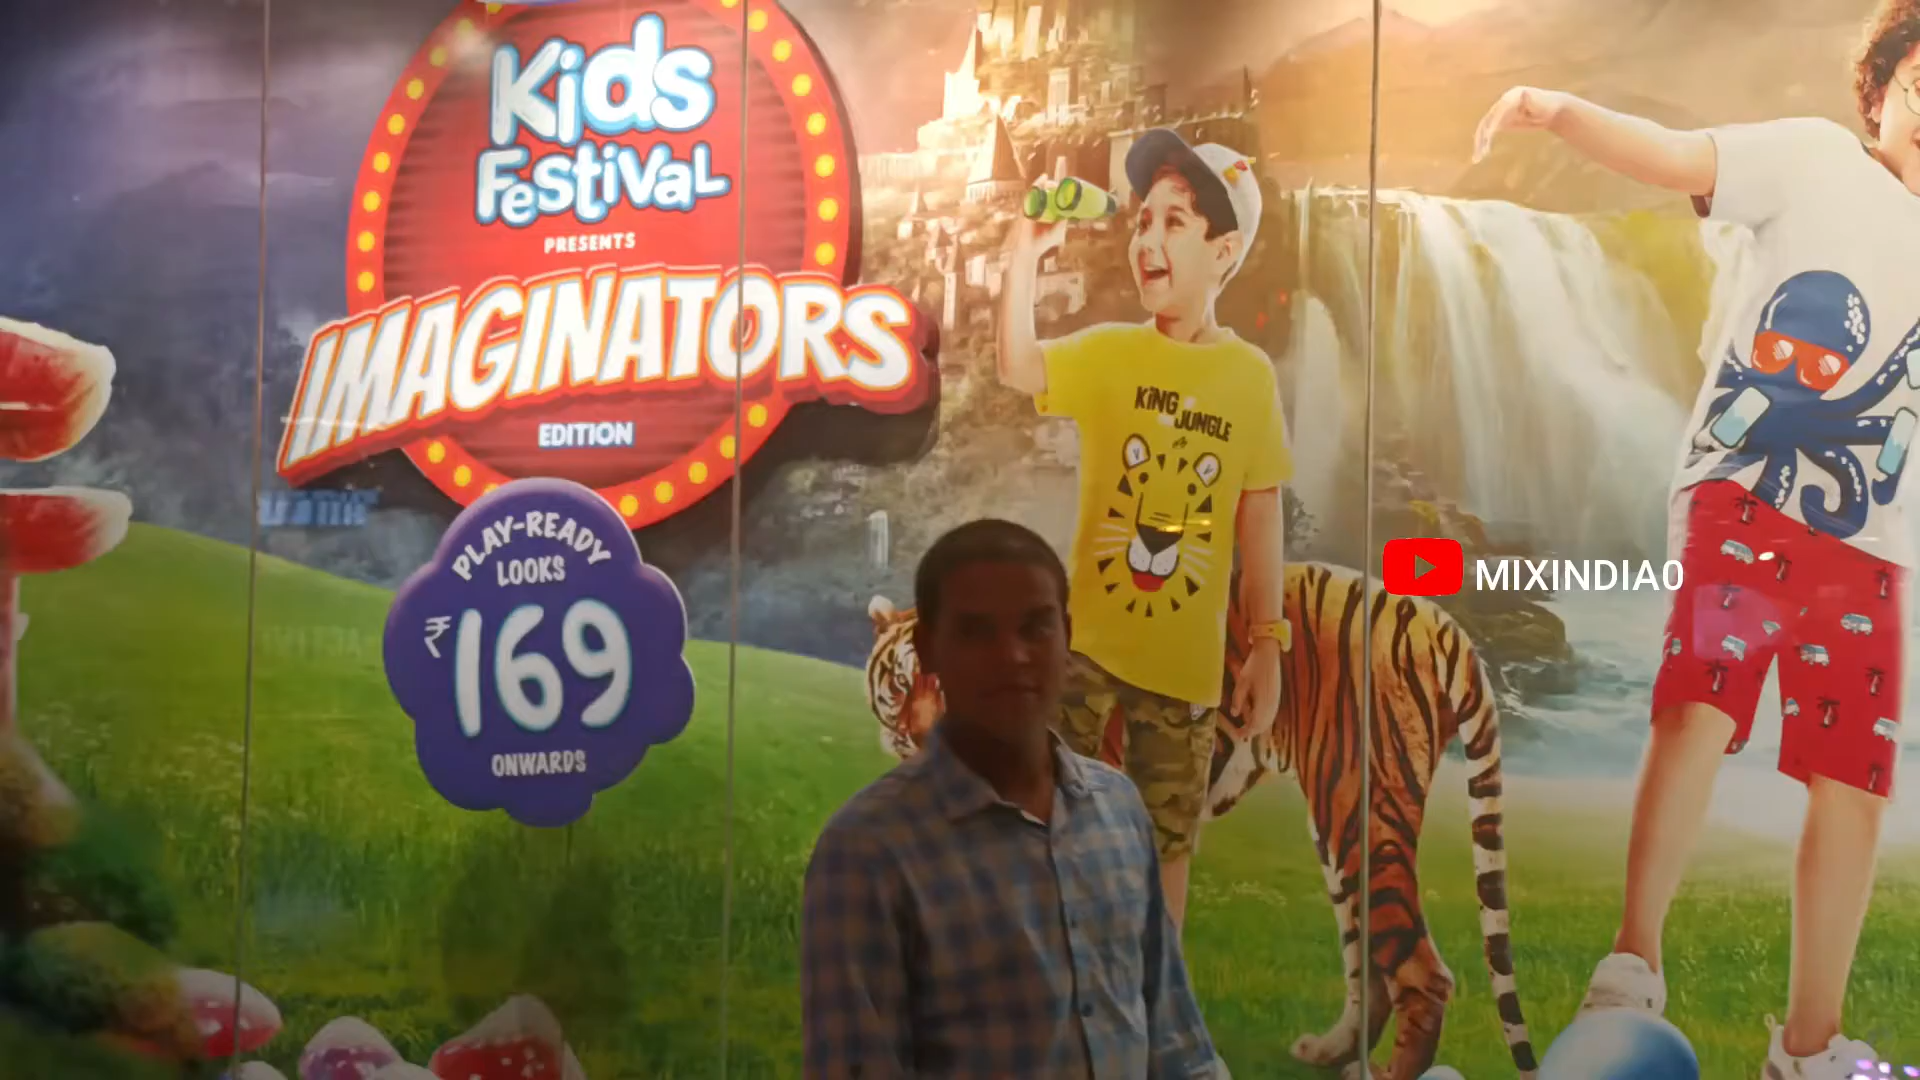 Kids
Festival
PRESENTS
IMAGINATORS
EDITION
PLAY-READY
LOOKS
₹169
ONWARDS
KING
JUNGLE
MIXINDIA0